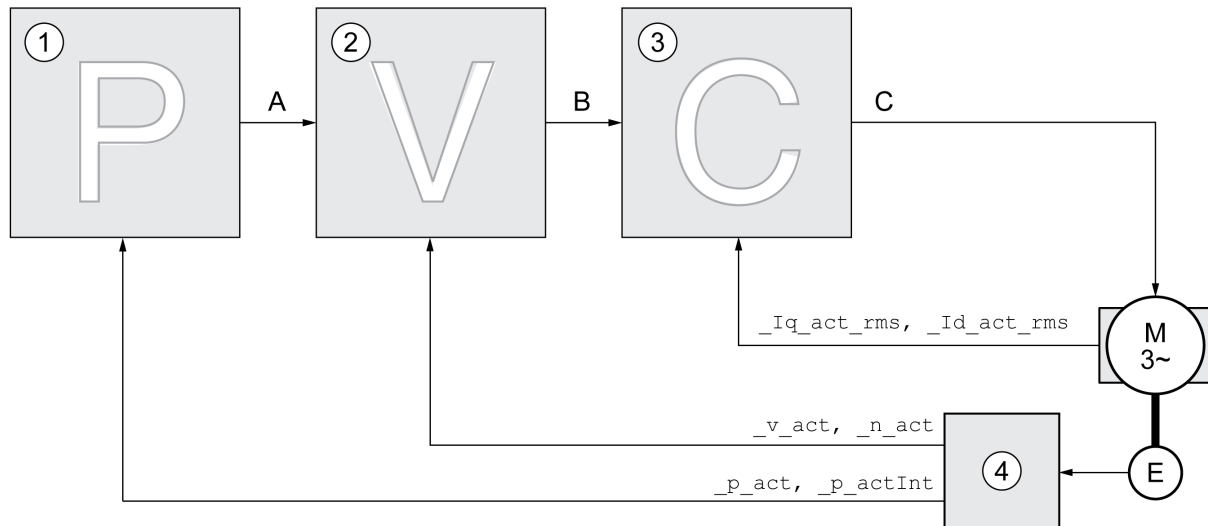 1
P
A
2
V
B
3
C
C
_Iq_act_rms, _Id_act_rms
M
3~
_v_act, _n_act
_p_act, _p_actInt
4
E